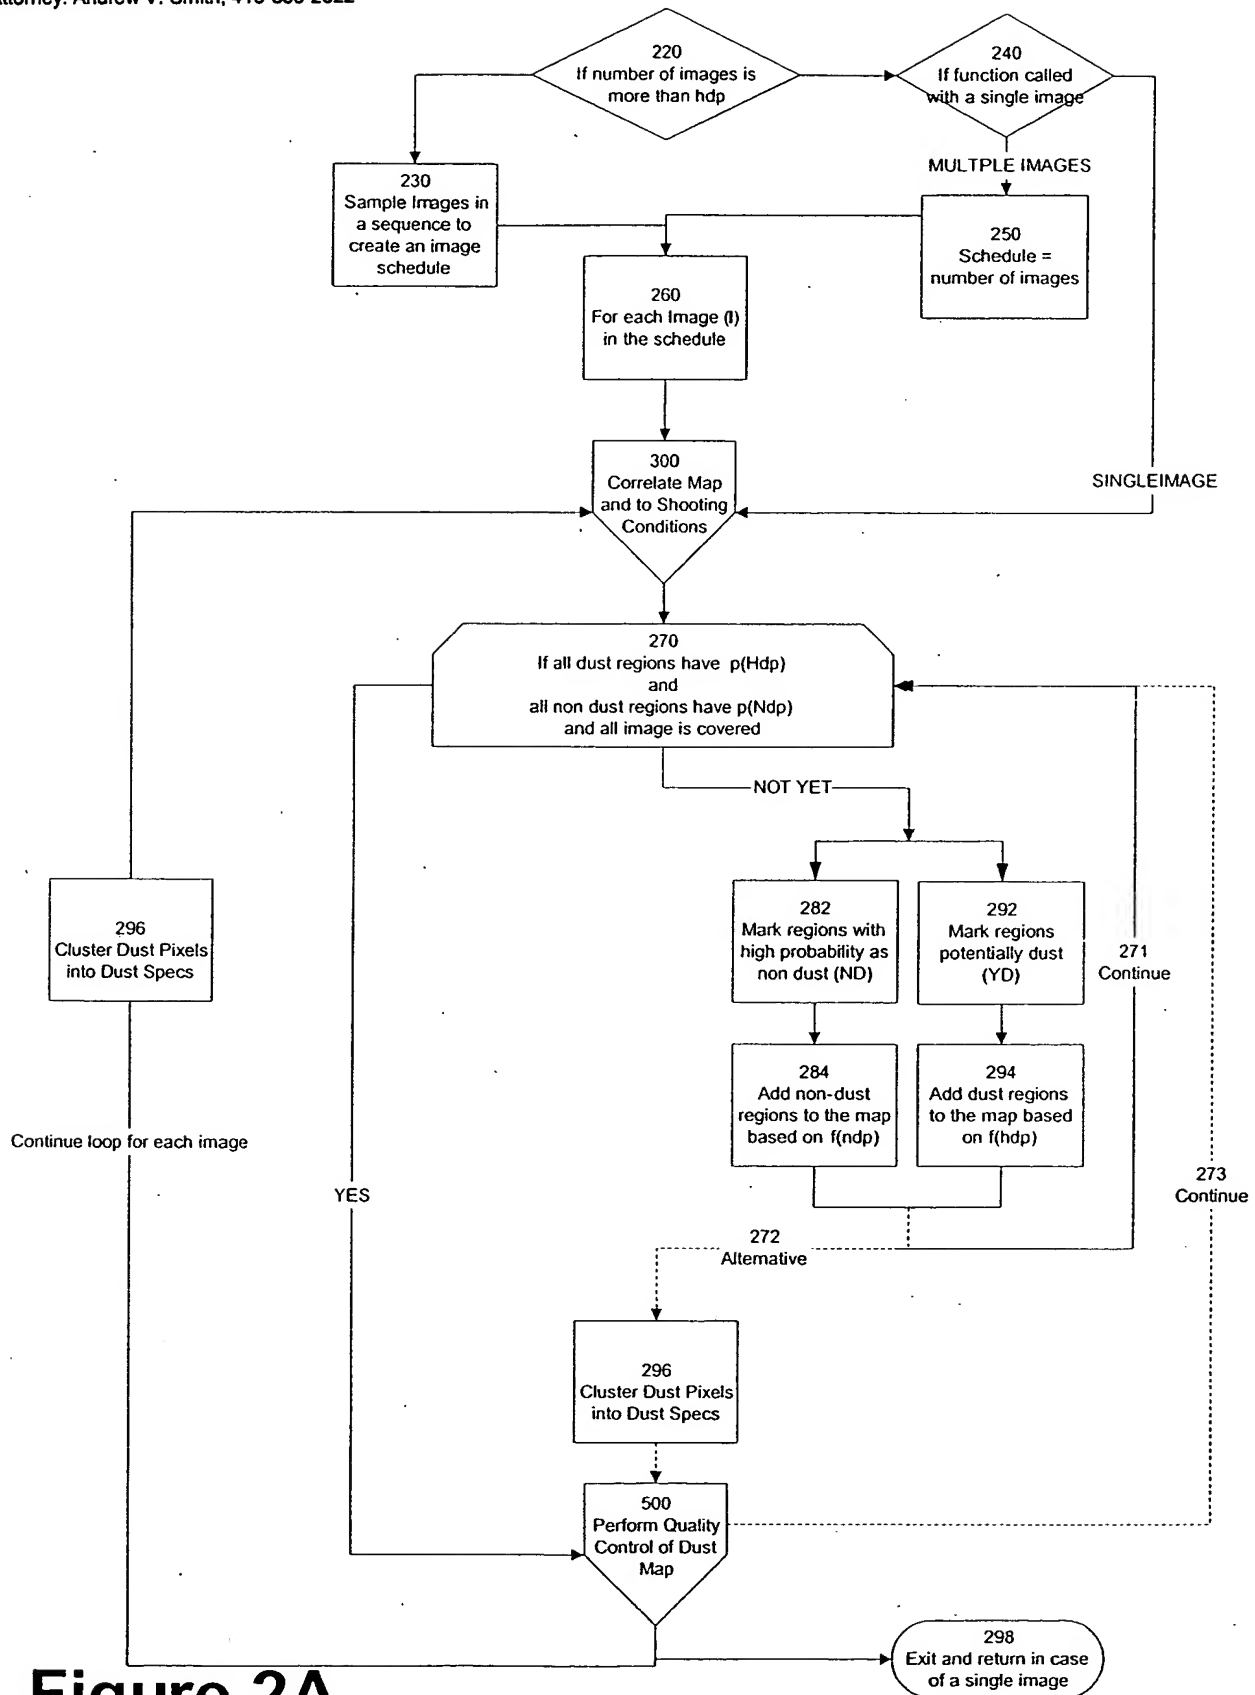 220
If number of images is
more than hdp
240
If function called
with a single image
MULTPLE IMAGES
230
Sample Images in
a sequence to
create an image
schedule
250
Schedule =
number of images
260
For each Image (I)
in the schedule
300
Correlate Map
and to Shooting
Conditions
SINGLEIMAGE
270
If all dust regions have p(Hdp)
and
all non dust regions have p(Ndp)
and all image is covered
NOT YET
296
Cluster Dust Pixels
into Dust Specs
282
Mark regions with
high probability as
non dust (ND)
292
Mark regions
potentially dust
(YD)
271
Continue
284
Add non-dust
regions to the map
based on f(ndp)
294
Add dust regions
to the map based
on f(hdp)
Continue loop for each image
YES
273
Continue
272
Alternative
296
Cluster Dust Pixels
into Dust Specs
500
Perform Quality
Control of Dust
Map
298
Exit and return in case
of a single image
Figure 2A